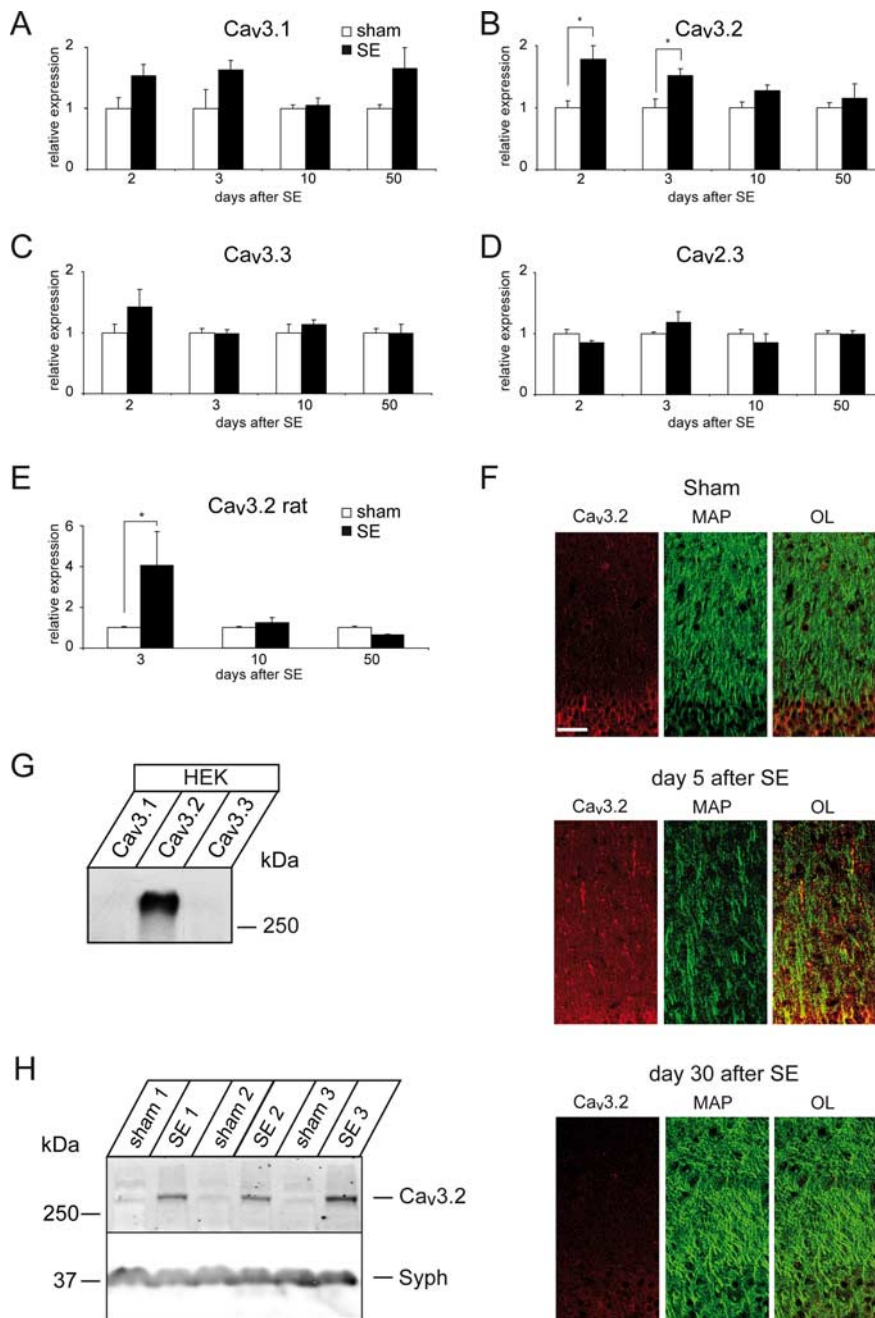 A
Cav3.1
sham
SE
relative expression
2
1
0
2 3 10 50
days after SE
B
Cav3.2
relative expression
2
1
0
* *
2 3 10 50
days after SE
C
Cav3.3
relative expression
2
1
0
2 3 10 50
days after SE
D
Cav2.3
relative expression
2
1
0
2 3 10 50
days after SE
E
Cav3.2 rat
sham
SE
relative expression
6
4
2
0
*
3 10 50
days after SE
F
Sham
Cav3.2 MAP OL
day 5 after SE
Cav3.2 MAP OL
day 30 after SE
Cav3.2 MAP OL
G
HEK
Cav3.1 Cav3.2 Cav3.3
kDa
250
H
sham 1 SE 1 sham 2 SE 2 sham 3 SE 3
kDa
250
Cav3.2
37
Syph